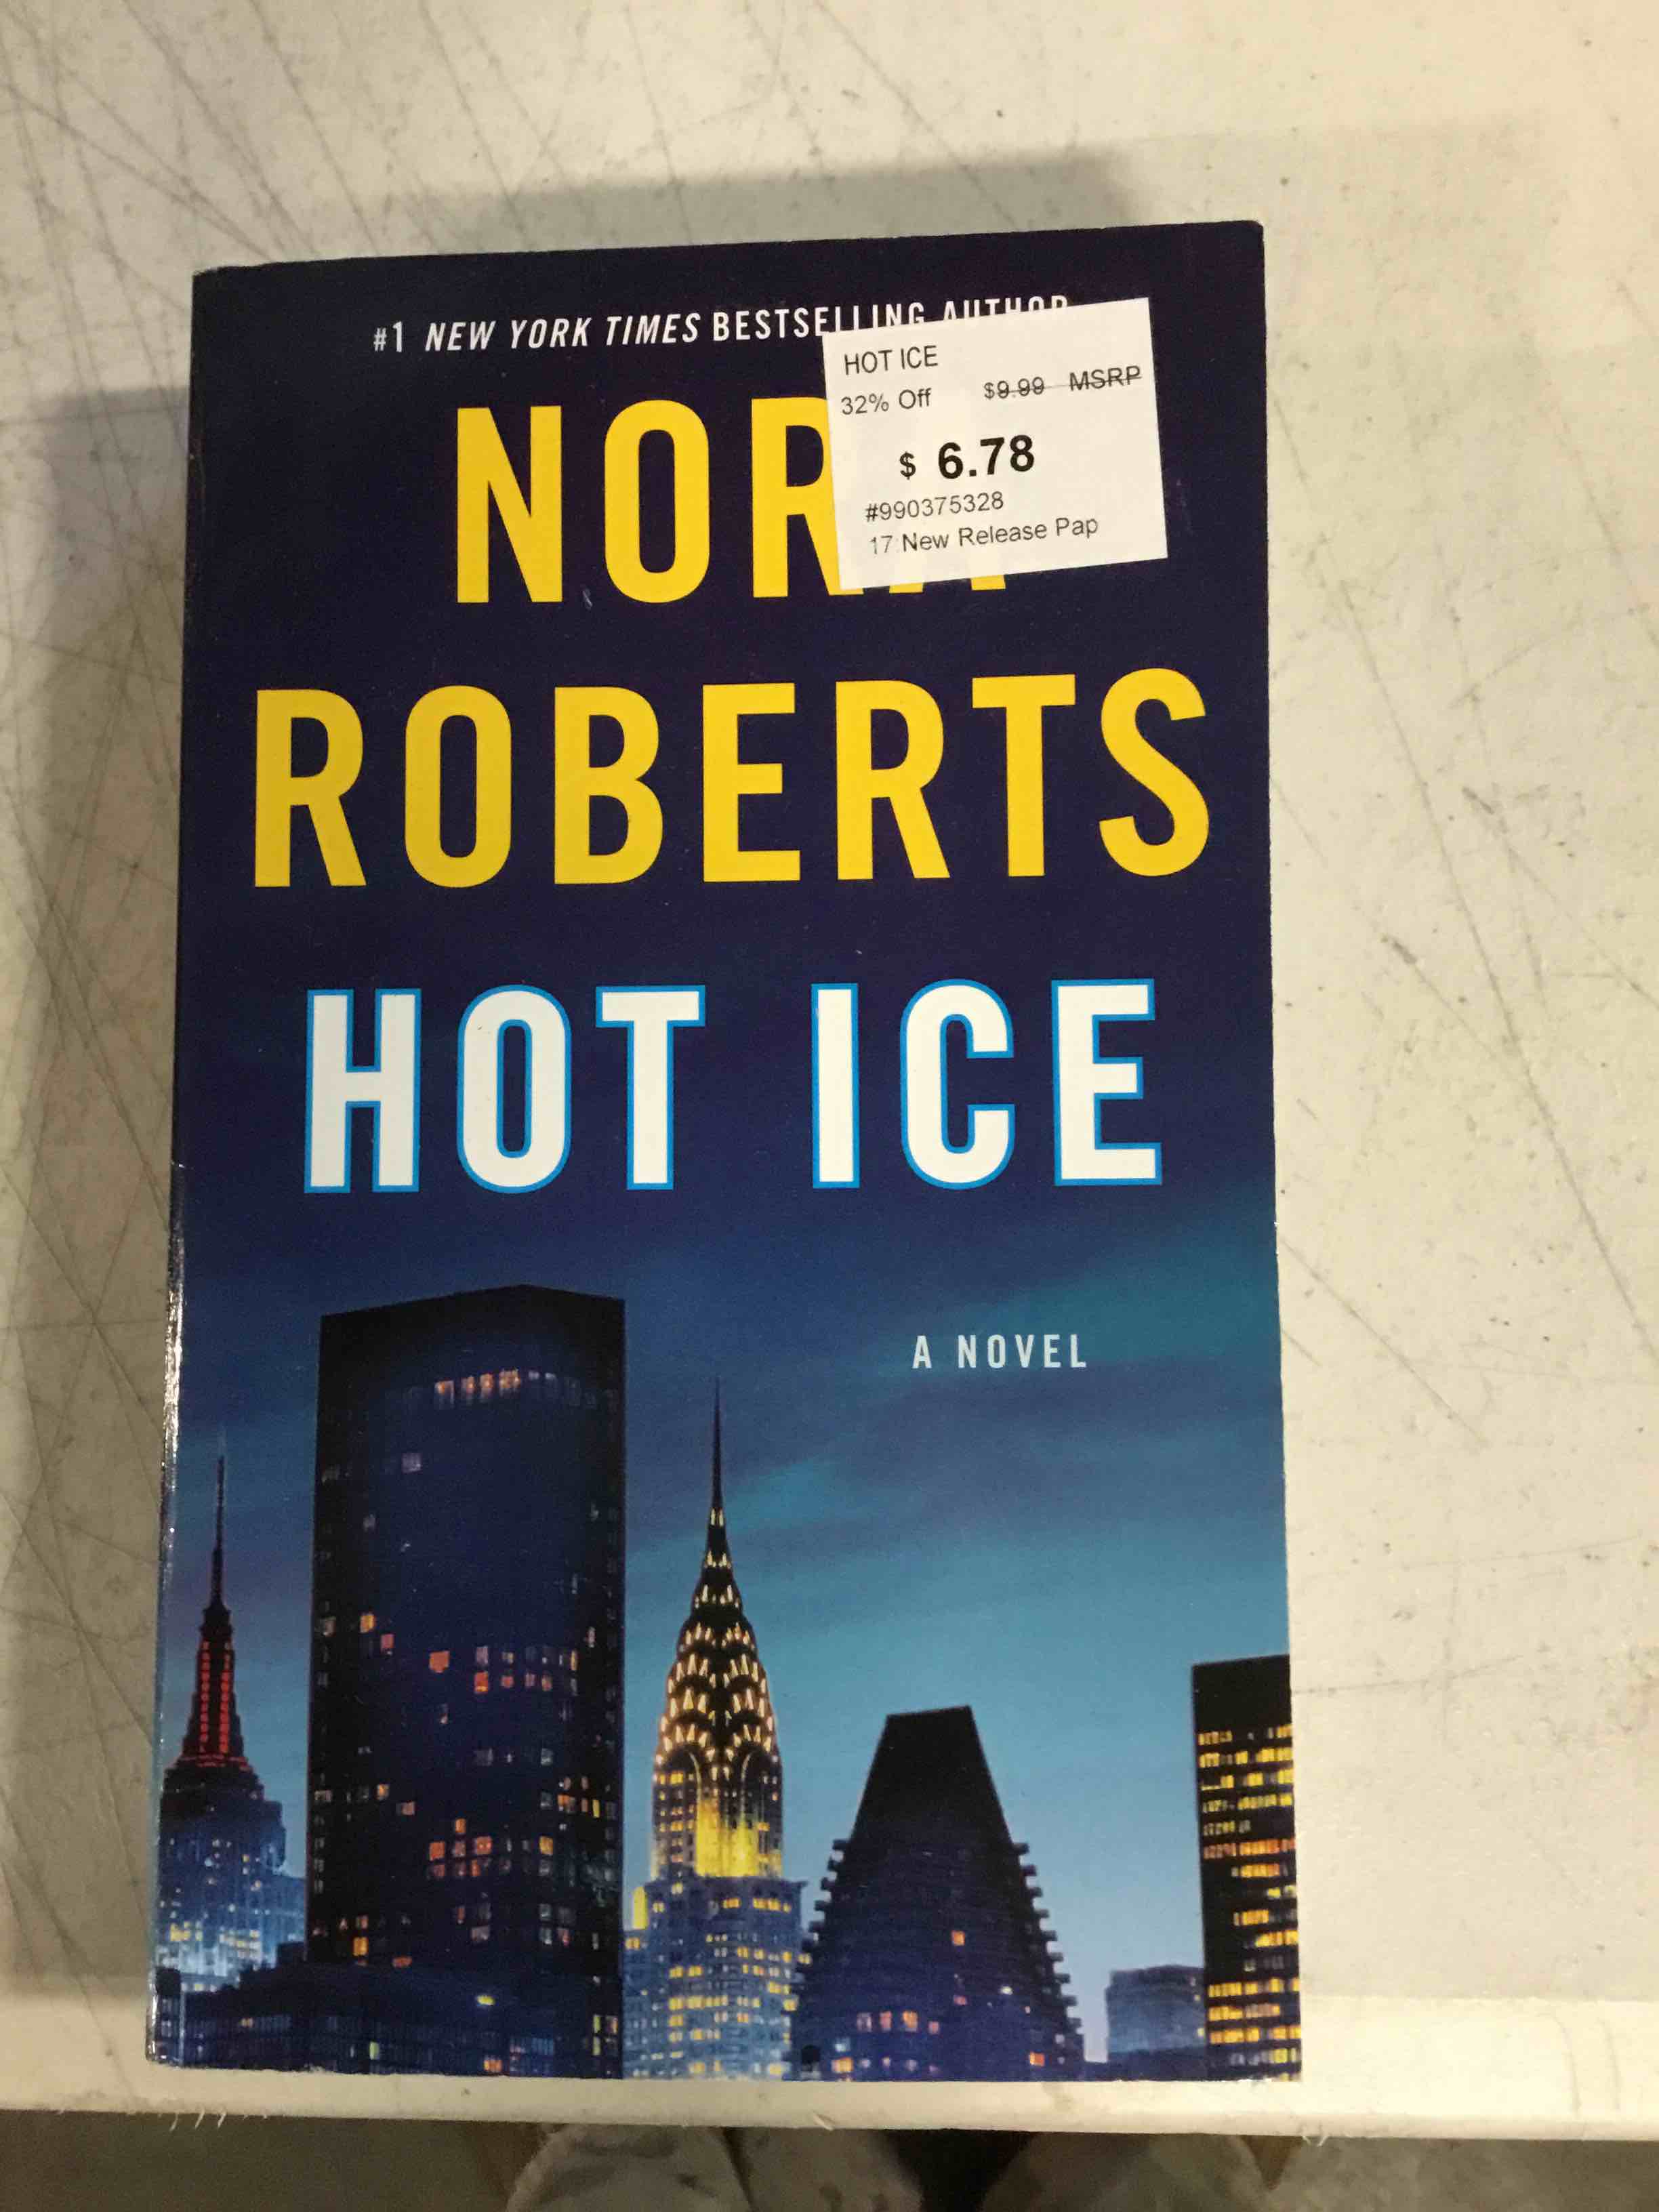 #1 NEW YORK TIMES BESTSELLING AUTHOR
HOT ICE
32% Off $9.99 MSRP
$ 6.78
#990375328
17:New Release Pap
NORA
ROBERTS
HOT ICE
A NOVEL